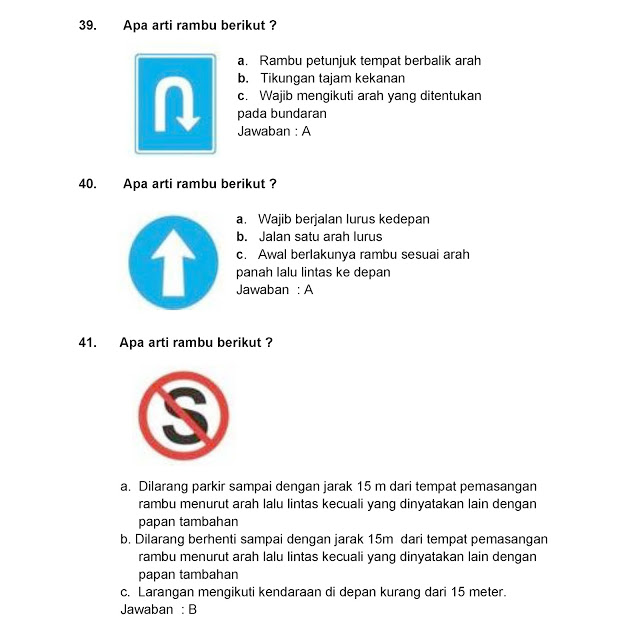 39. Apa arti rambu berikut ?
a. Rambu petunjuk tempat berbalik arah
b. Tikungan tajam kekanan
c. Wajib mengikuti arah yang ditentukan
pada bundaran
Jawaban : A
40. Apa arti rambu berikut ?
a. Wajib berjalan lurus kedepan
b. Jalan satu arah lurus
c. Awal berlakunya rambu sesuai arah
panah lalu lintas ke depan
Jawaban : A
41. Apa arti rambu berikut ?
S
a. Dilarang parkir sampai dengan jarak 15 m dari tempat pemasangan
rambu menurut arah lalu lintas kecuali yang dinyatakan lain dengan
papan tambahan
b. Dilarang berhenti sampai dengan jarak 15m dari tempat pemasangan
rambu menurut arah lalu lintas kecuali yang dinyatakan lain dengan
papan tambahan
c. Larangan mengikuti kendaraan di depan kurang dari 15 meter.
Jawaban : B